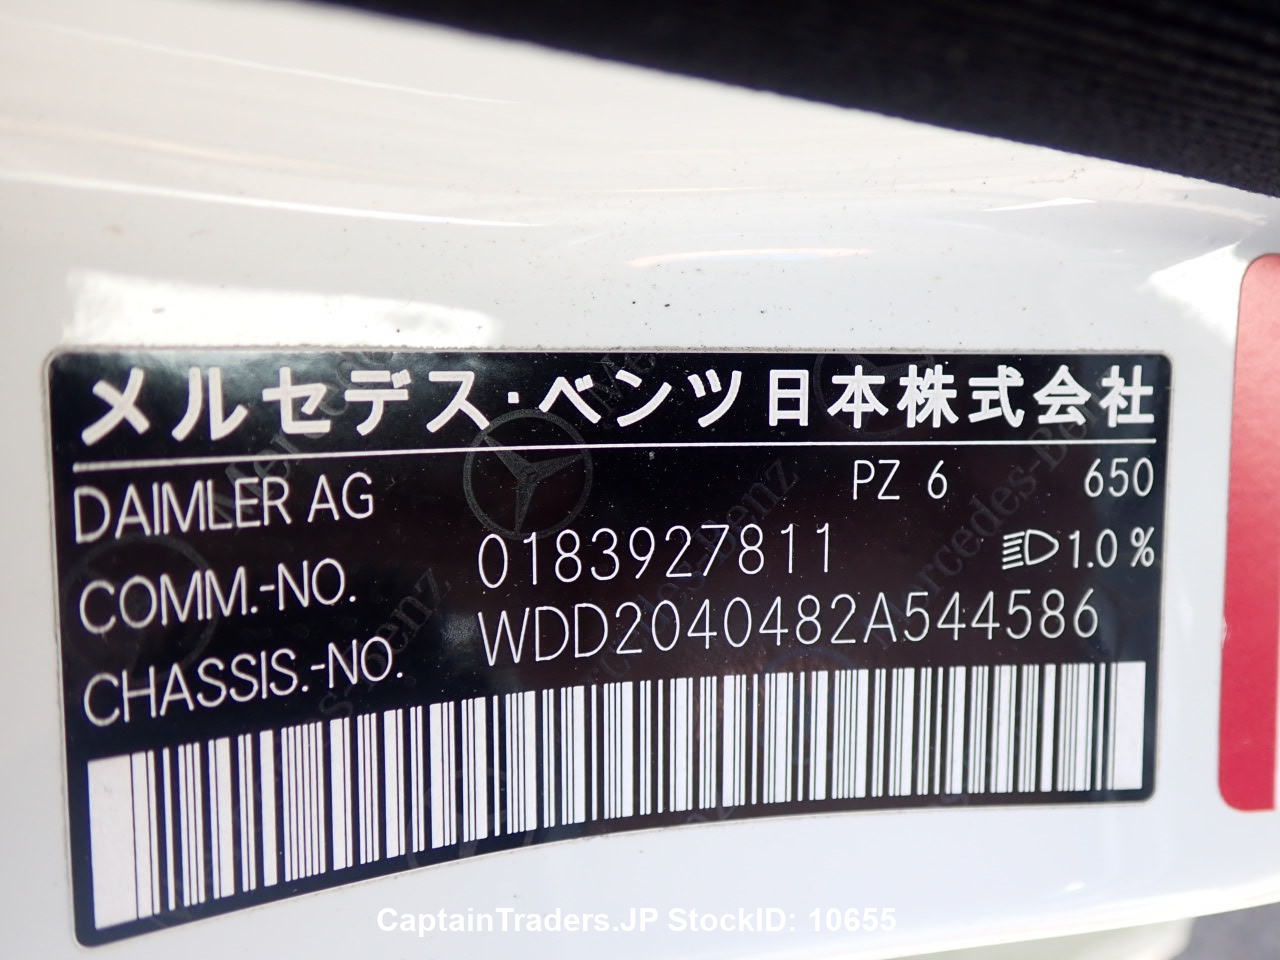 メルセデス・ベンツ日本株式会社
DAIMLER AG PZ 6 650
COMM.-NO. 0183927811 1.0 %
CHASSIS.-NO. WDD2040482A544586
CaptainTraders.JP StockID: 10655